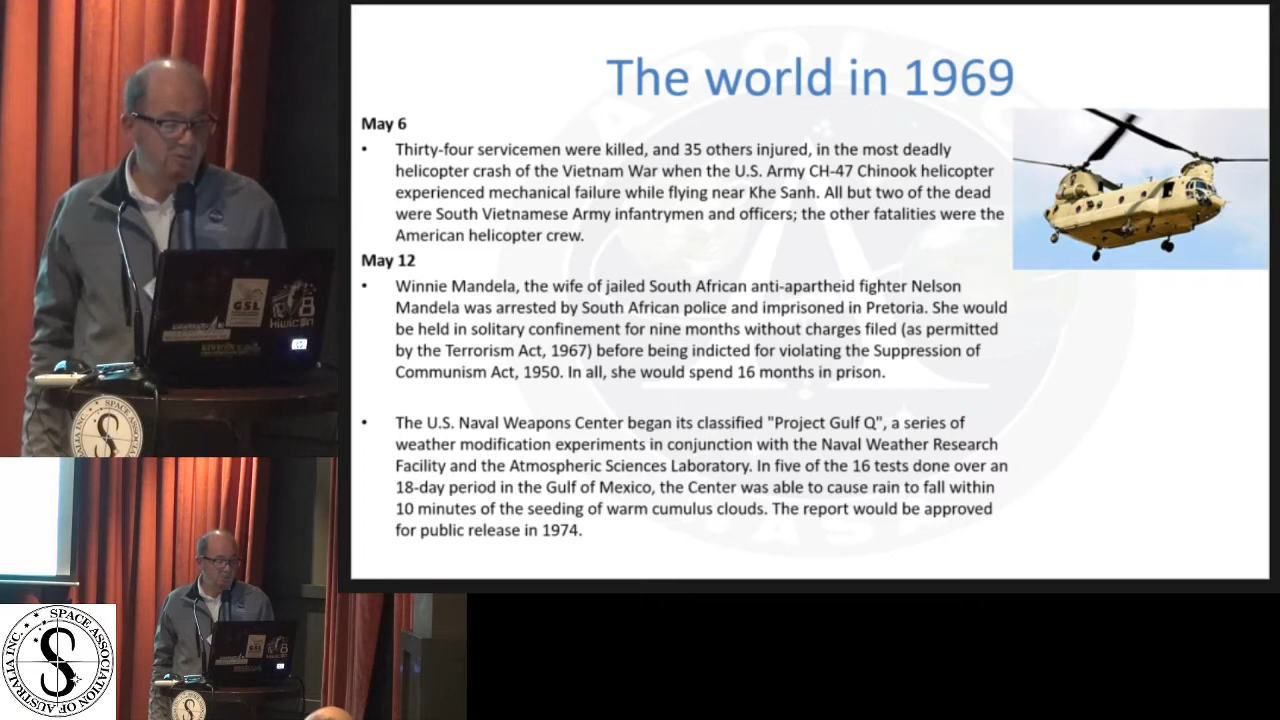 The world in 1969
May 6
• Thirty-four servicemen were killed, and 35 others injured, in the most deadly
helicopter crash of the Vietnam War when the U.S. Army CH-47 Chinook helicopter
experienced mechanical failure while flying near Khe Sanh. All but two of the dead
were South Vietnamese Army infantrymen and officers; the other fatalities were the
American helicopter crew.
May 12
• Winnie Mandela, the wife of jailed South African anti-apartheid fighter Nelson
Mandela was arrested by South African police and imprisoned in Pretoria. She would
be held in solitary confinement for nine months without charges filed (as permitted
by the Terrorism Act, 1967) before being indicted for violating the Suppression of
Communism Act, 1950. In all, she would spend 16 months in prison.
• The U.S. Naval Weapons Center began its classified "Project Gulf Q", a series of
weather modification experiments in conjunction with the Naval Weather Research
Facility and the Atmospheric Sciences Laboratory. In five of the 16 tests done over an
18-day period in the Gulf of Mexico, the Center was able to cause rain to fall within
10 minutes of the seeding of warm cumulus clouds. The report would be approved
for public release in 1974.
GSL
SPACE ASSOCIATION OF AUSTRALIA INC.
S